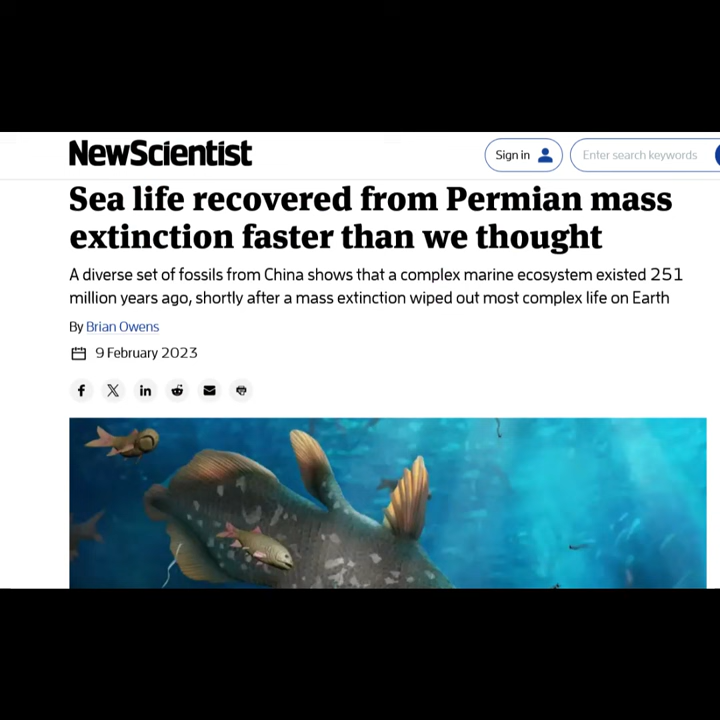 NewScientist
Sign in
Enter search keywords
Sea life recovered from Permian mass
extinction faster than we thought
A diverse set of fossils from China shows that a complex marine ecosystem existed 251
million years ago, shortly after a mass extinction wiped out most complex life on Earth
By Brian Owens
9 February 2023